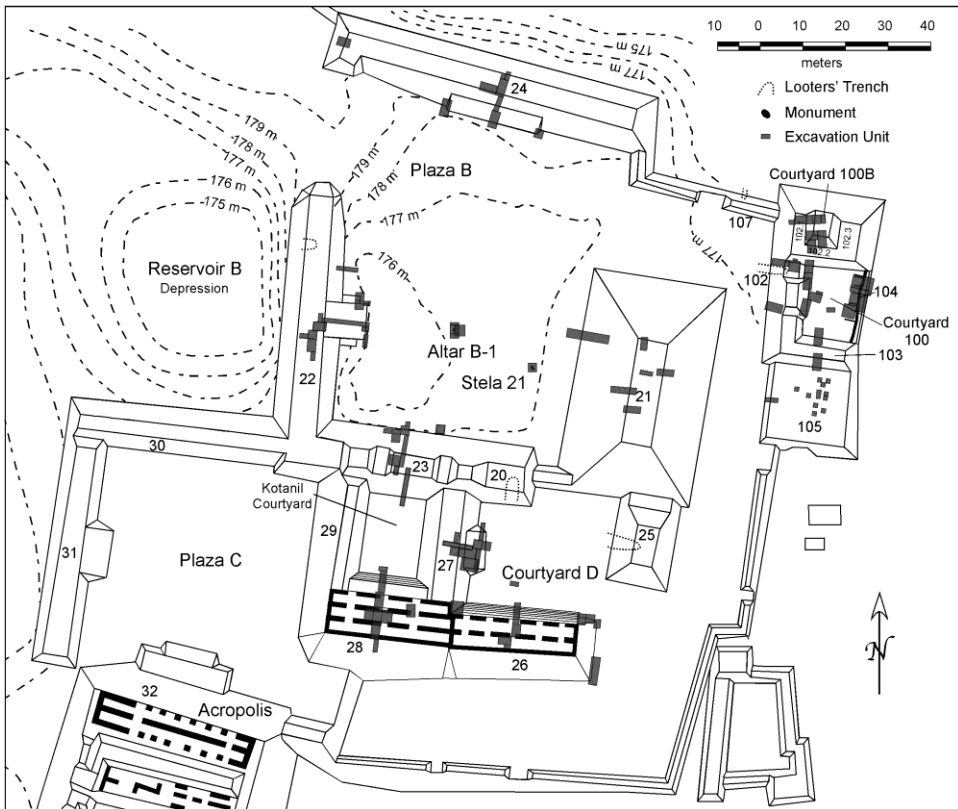 10 0 10 20 30 40
meters
Looters' Trench
Monument
Excavation Unit
175 m
177 m
24
179 m
178 m
177 m
176 m
175 m
179 m
178 m
177 m
176 m
Plaza B
177 m
Courtyard 100B
107
102.3
102.2
102
104
Courtyard
100
103
105
Reservoir B
Depression
Altar B-1
Stela 21
22
21
30
23
20
Kotanil
Courtyard
29
27
25
31
Plaza C
Courtyard D
28
26
32
Acropolis
N